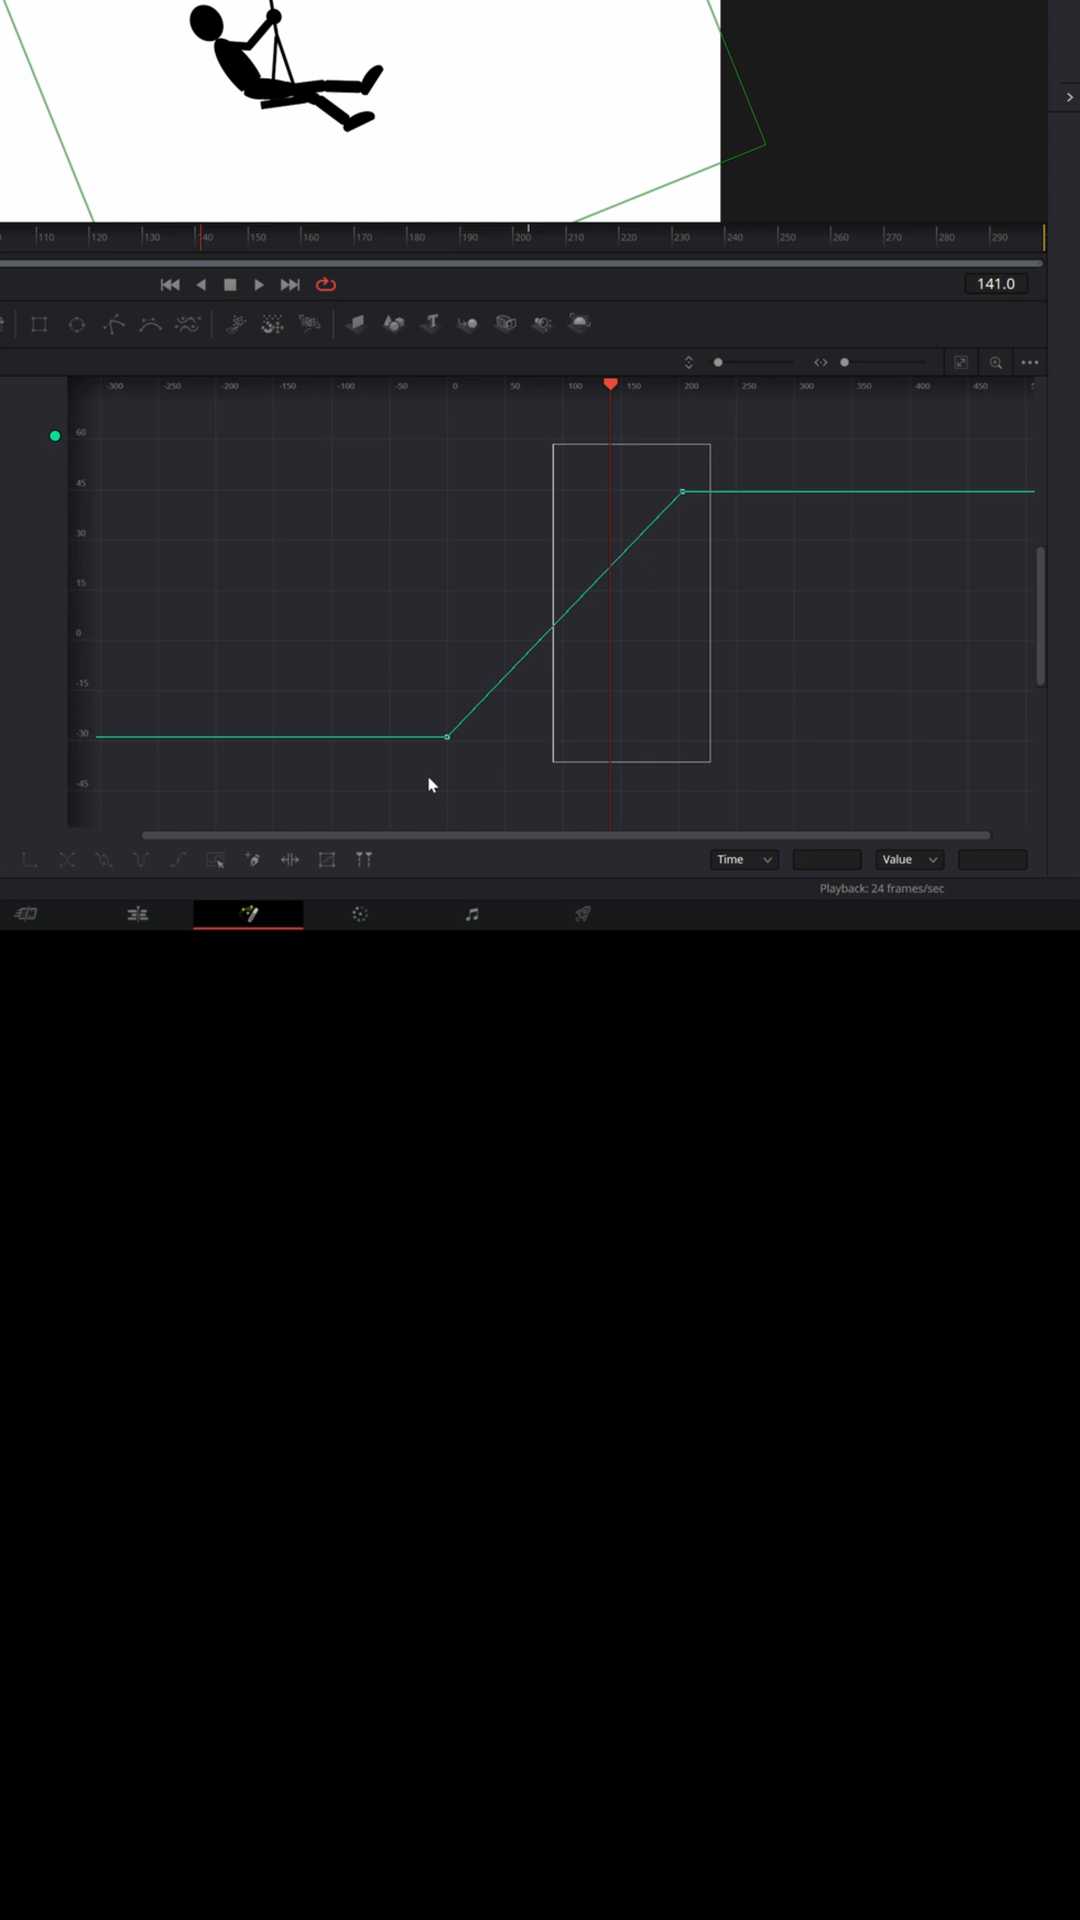 110 120 130 140 150 160 170 180 190 200 210 220 230 240 250 260 270 280 290
141.0
-300 -250 -200 -150 -100 -50 0 50 100 150 200 250 300 350 400 450
60
45
30
15
0
-15
-30
-45
Time Value
Playback: 24 frames/sec